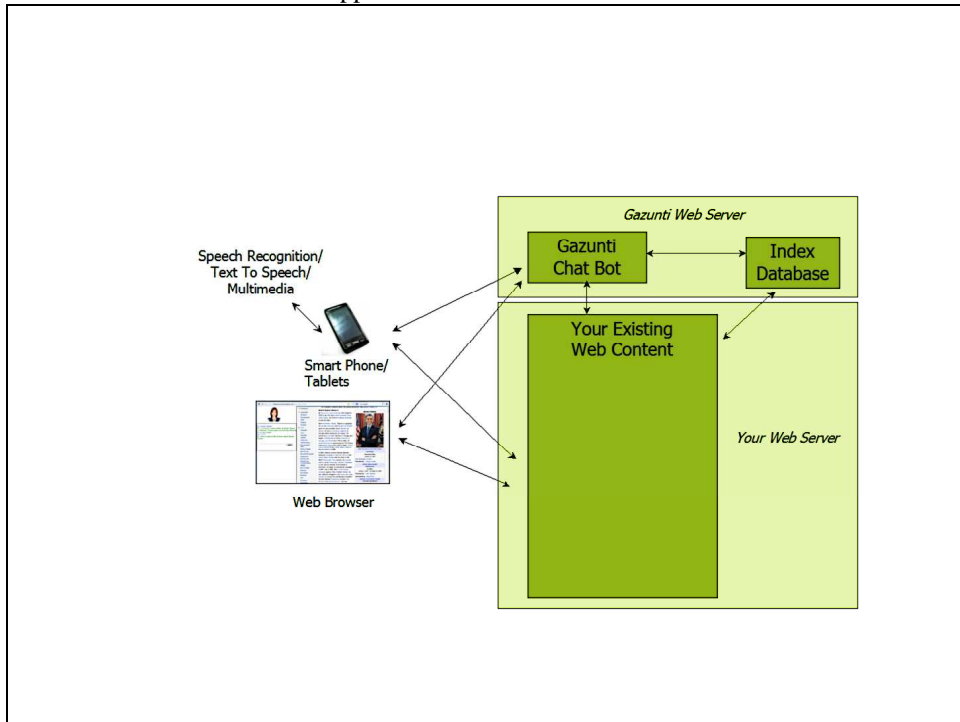 Gazunti Web Server
Gazunti
Chat Bot
Index
Database
Speech Recognition/
Text To Speech/
Multimedia
Smart Phone/
Tablets
Web Browser
Your Existing
Web Content
Your Web Server